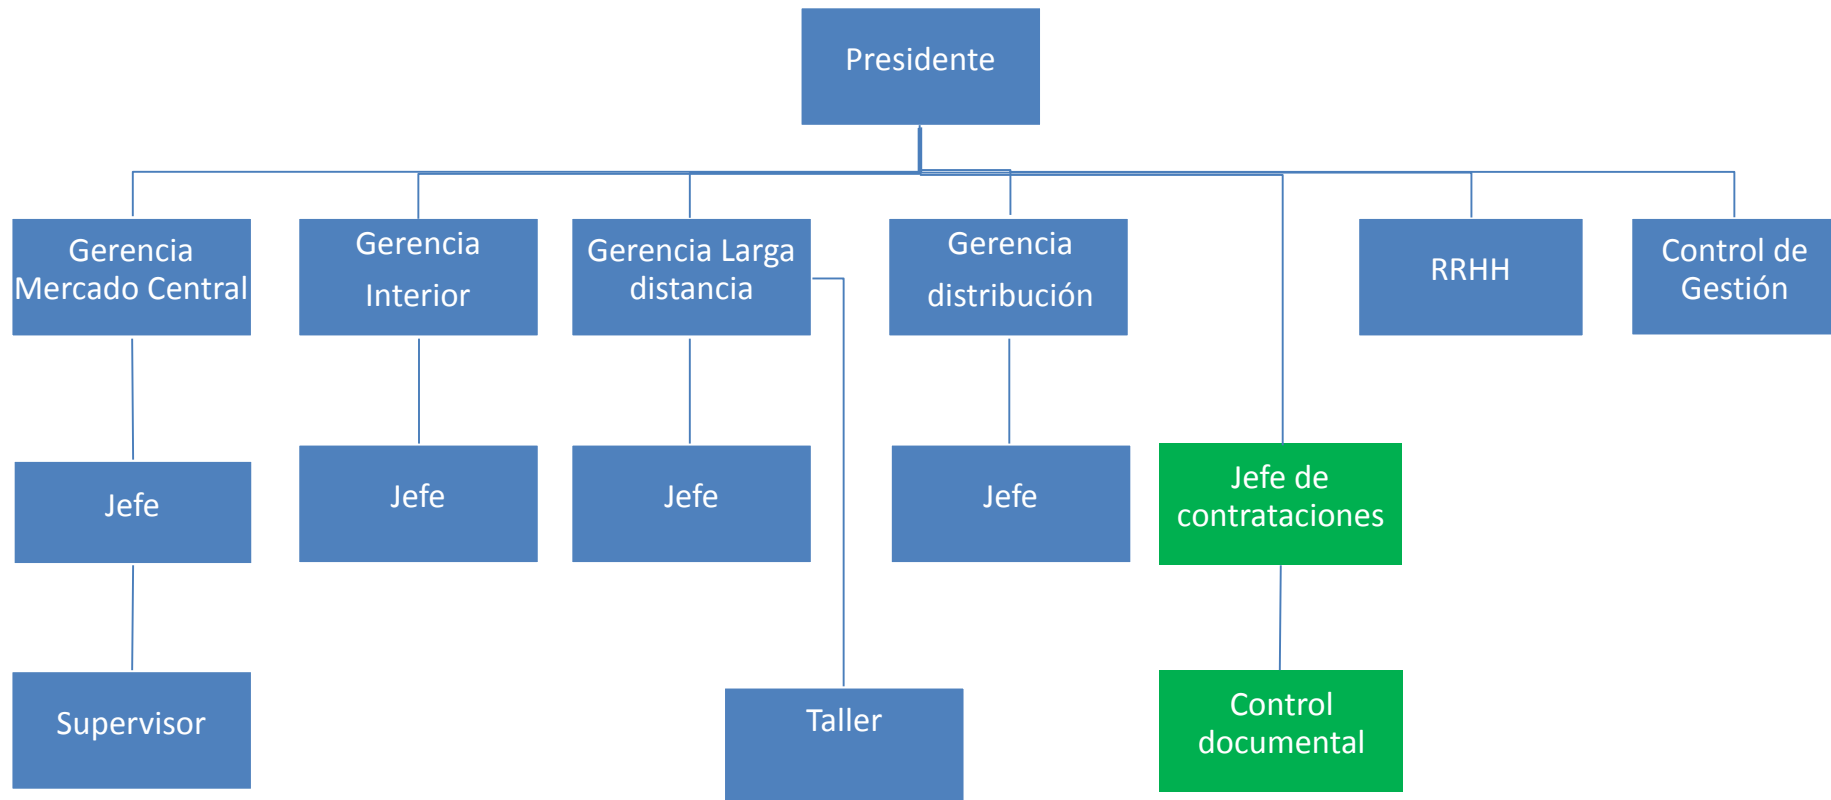 Presidente
Gerencia
Mercado Central
Gerencia
Interior
Gerencia Larga
distancia
Gerencia
distribución
RRHH
Control de
Gestión
Jefe
Jefe
Jefe
Jefe
Jefe de
contrataciones
Supervisor
Taller
Control
documental